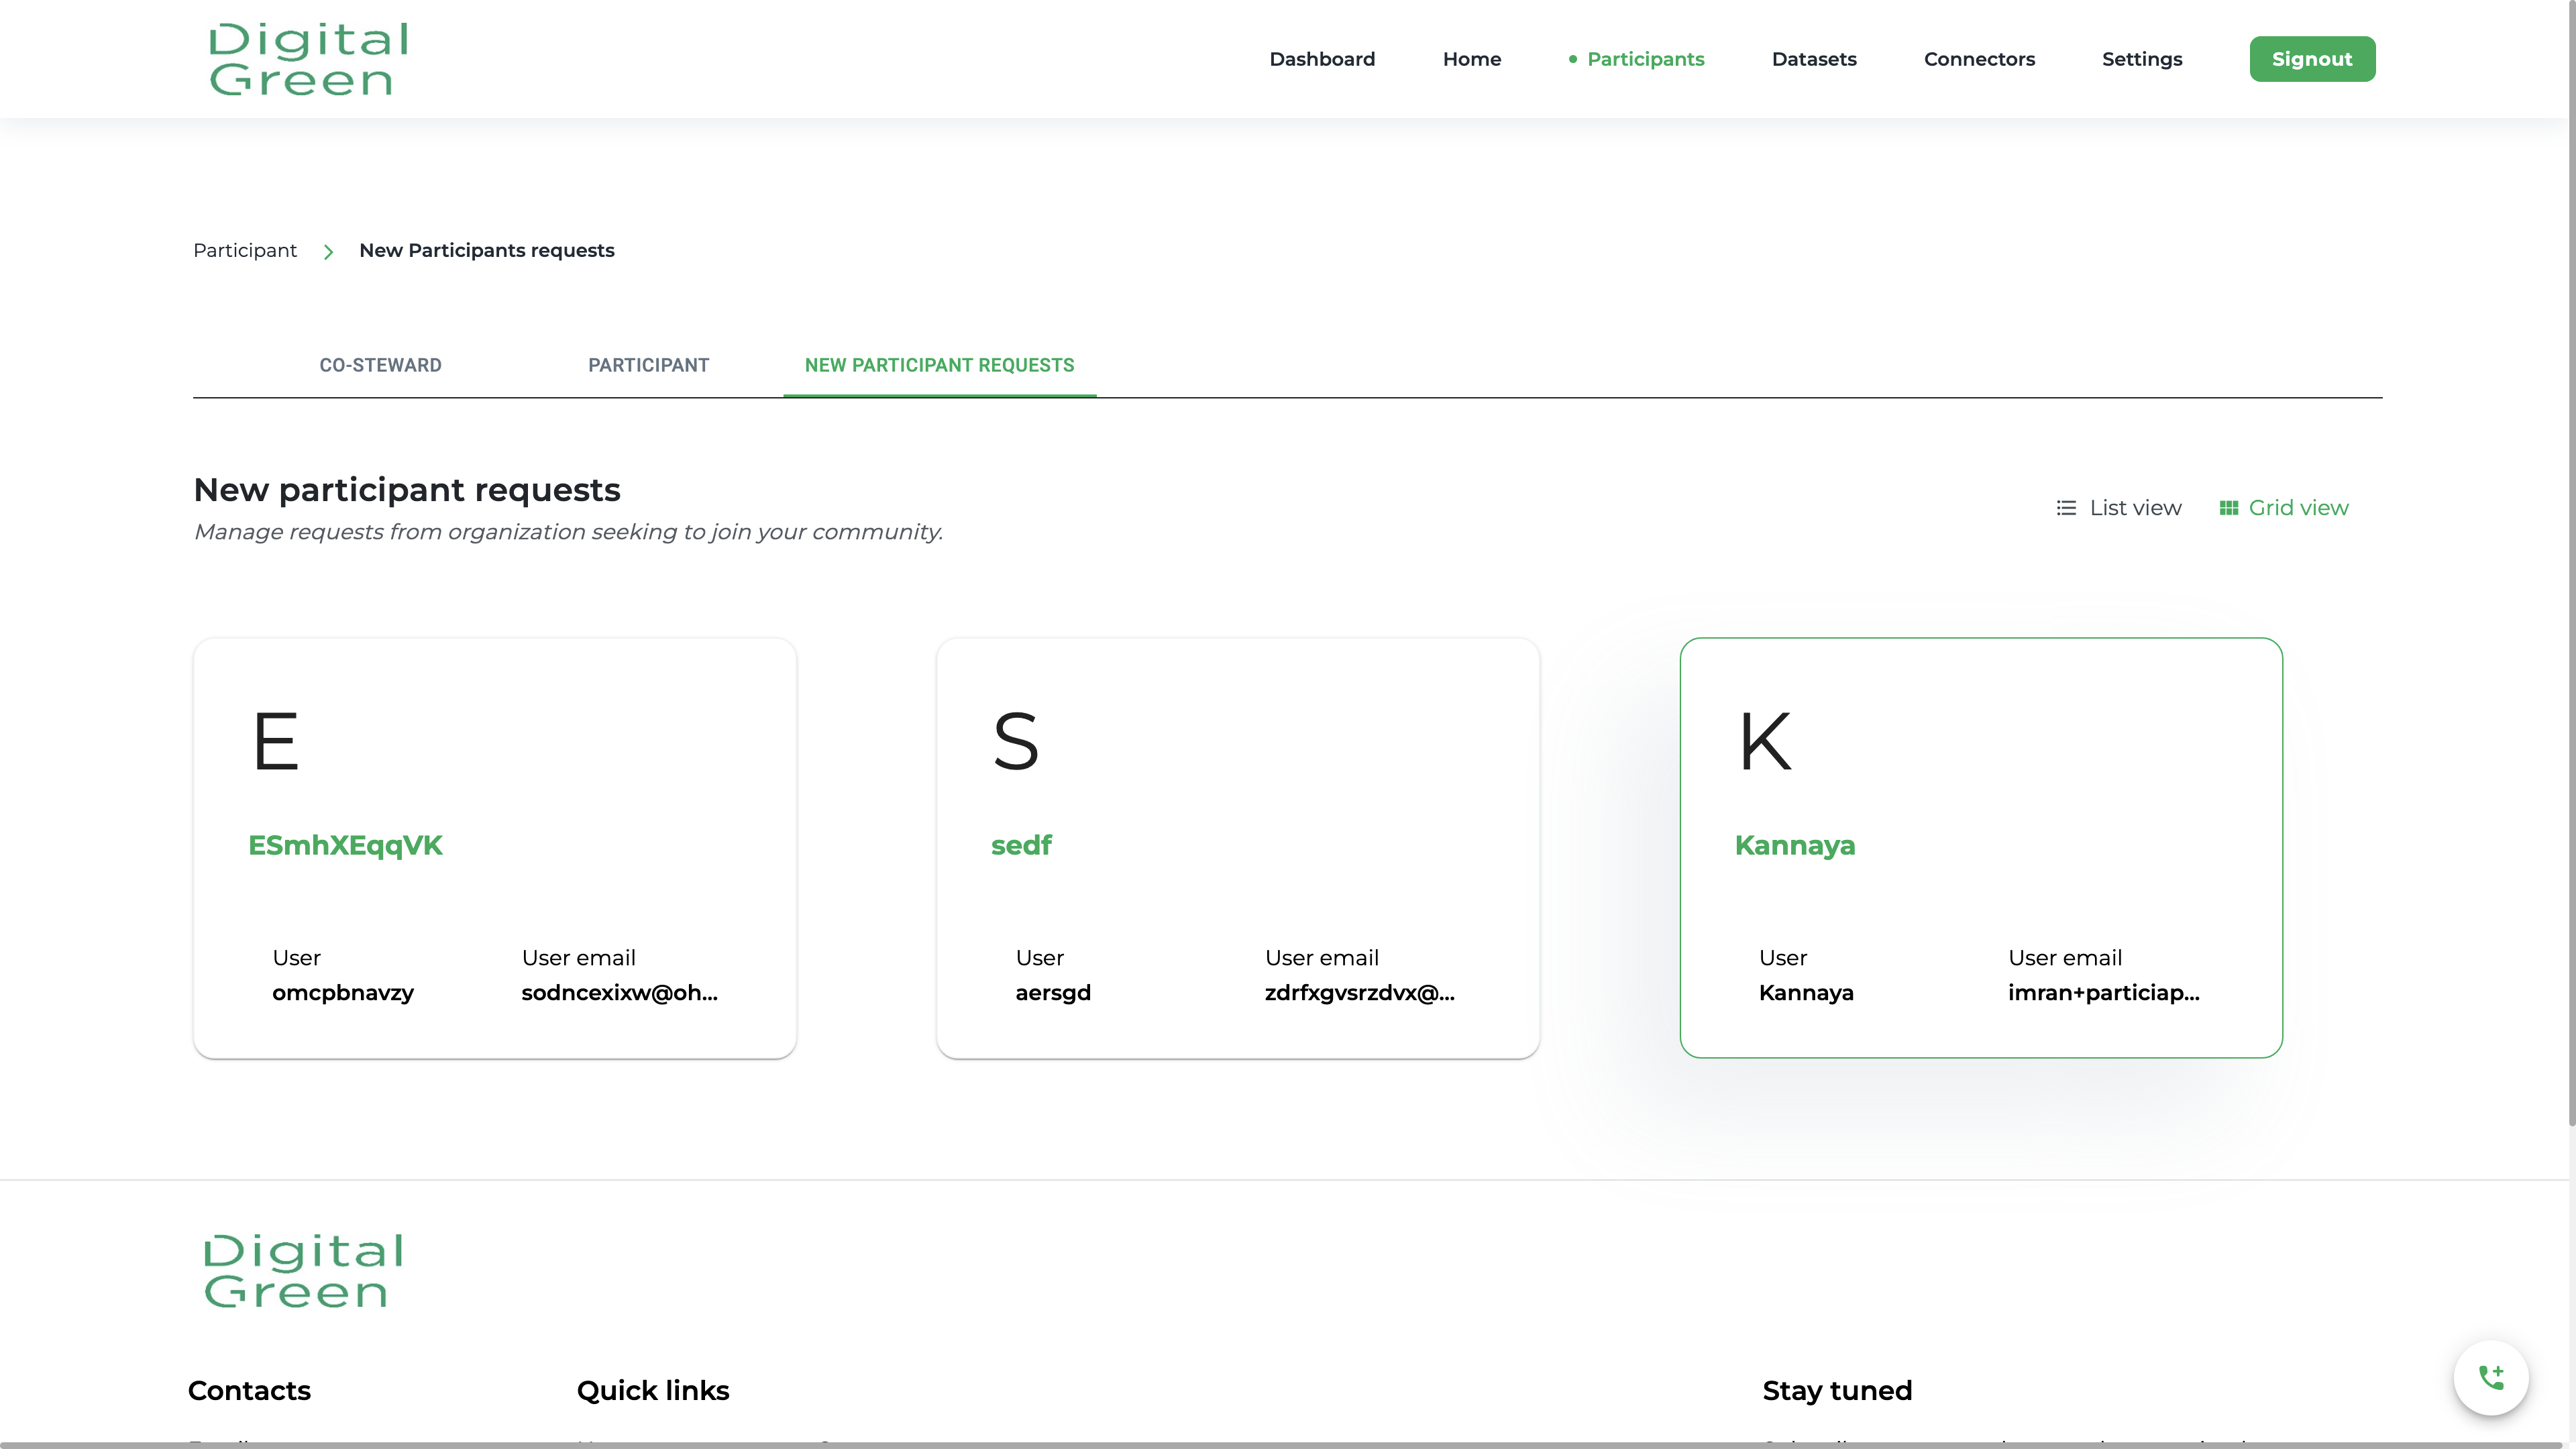 Digital
Green
Dashboard Home Participants Datasets Connectors Settings Signout
Participant New Participants requests
CO-STEWARD PARTICIPANT NEW PARTICIPANT REQUESTS
New participant requests
Manage requests from organization seeking to join your community.
List view Grid view
E
ESmhXEqqVK
User User email
omcpbnavzy sodncexixw@oh...
S
sedf
User User email
aersgd zdrfxgvsrzdvx@...
K
Kannaya
User User email
Kannaya imran+particiap...
Digital
Green
Contacts Quick links Stay tuned